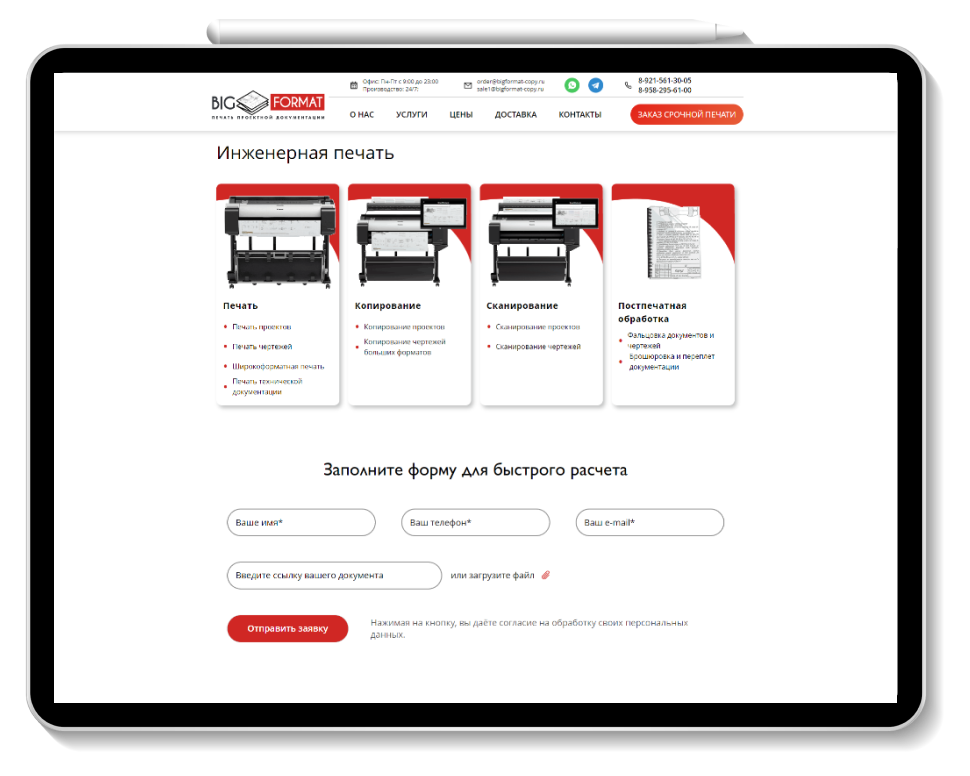 BIG FORMAT
ПЕЧАТЬ ПРОЕКТНОЙ ДОКУМЕНТАЦИИ
Офис: Пн-Пт с 9:00 до 23:00
Производство: 24/7
order@bigformat-copy.ru
sale1@bigformat-copy.ru
8-921-561-30-05
8-958-295-61-00
О НАС УСЛУГИ ЦЕНЫ ДОСТАВКА КОНТАКТЫ
ЗАКАЗ СРОЧНОЙ ПЕЧАТИ
Инженерная печать
Печать
Печать проектов
Печать чертежей
Широкоформатная печать
Печать технической
документации
Копирование
Копирование проектов
Копирование чертежей
больших форматов
Сканирование
Сканирование проектов
Сканирование чертежей
Постпечатная
обработка
Фальцовка документов и
чертежей
Брошюровка и переплет
документации
Заполните форму для быстрого расчета
Ваше имя*
Ваш телефон*
Ваш e-mail*
Введите ссылку вашего документа
или загрузите файл
Отправить заявку
Нажимая на кнопку, вы даёте согласие на обработку своих персональных
данных.